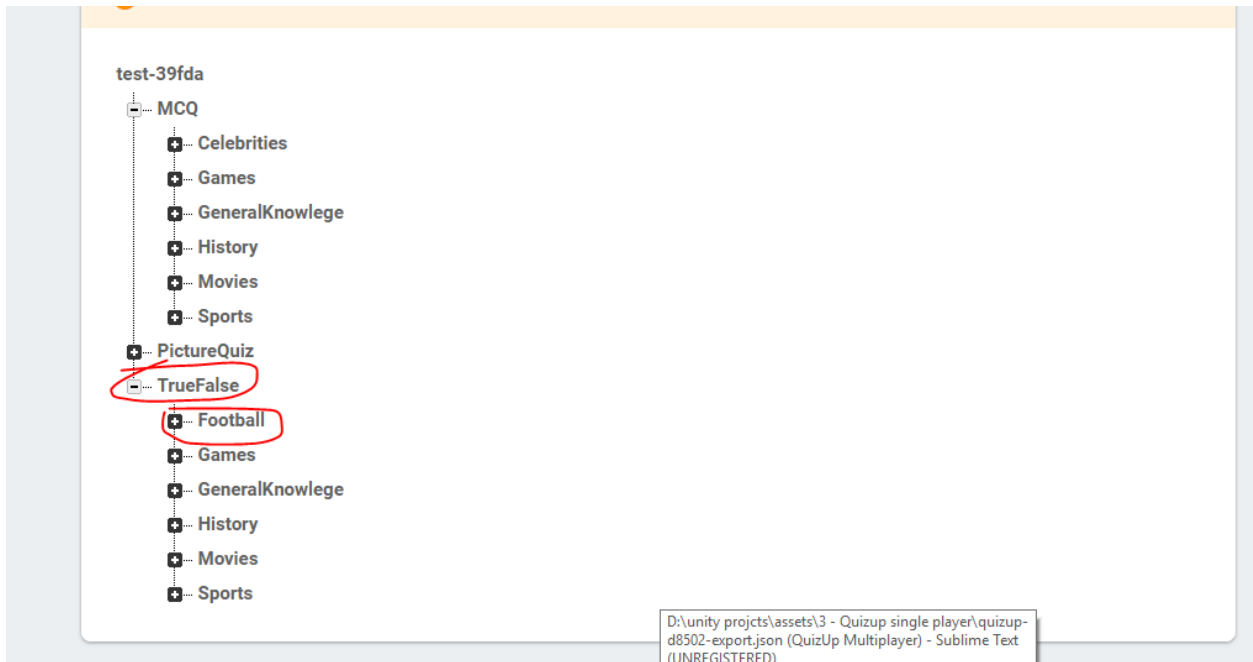 test-39fda
MCQ
Celebrities
Games
GeneralKnowlege
History
Movies
Sports
PictureQuiz
TrueFalse
Football
Games
GeneralKnowlege
History
Movies
Sports
D:\unity projcts\assets\3 - Quizup single player\quizup-
d8502-export.json (QuizUp Multiplayer) - Sublime Text
(UNREGISTERED)